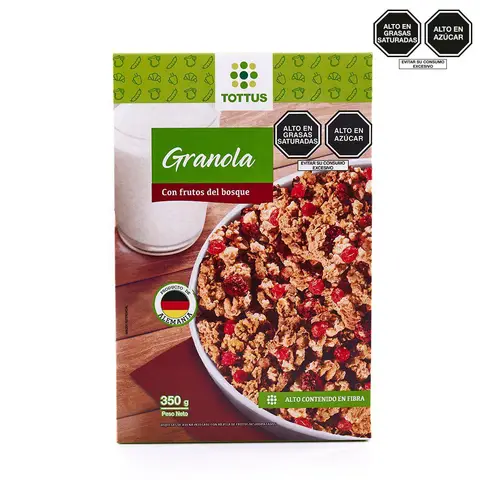 ALTO EN
GRASAS
SATURADAS
ALTO EN
AZÚCAR
EVITAR SU CONSUMO
EXCESIVO
TOTTUS
ALTO EN
GRASAS
SATURADAS
ALTO EN
AZÚCAR
EVITAR SU CONSUMO
EXCESIVO
Granola
Con frutos del bosque
PRODUCTO DE
ALEMANIA
350 g
Peso Neto
ALTO CONTENIDO EN FIBRA